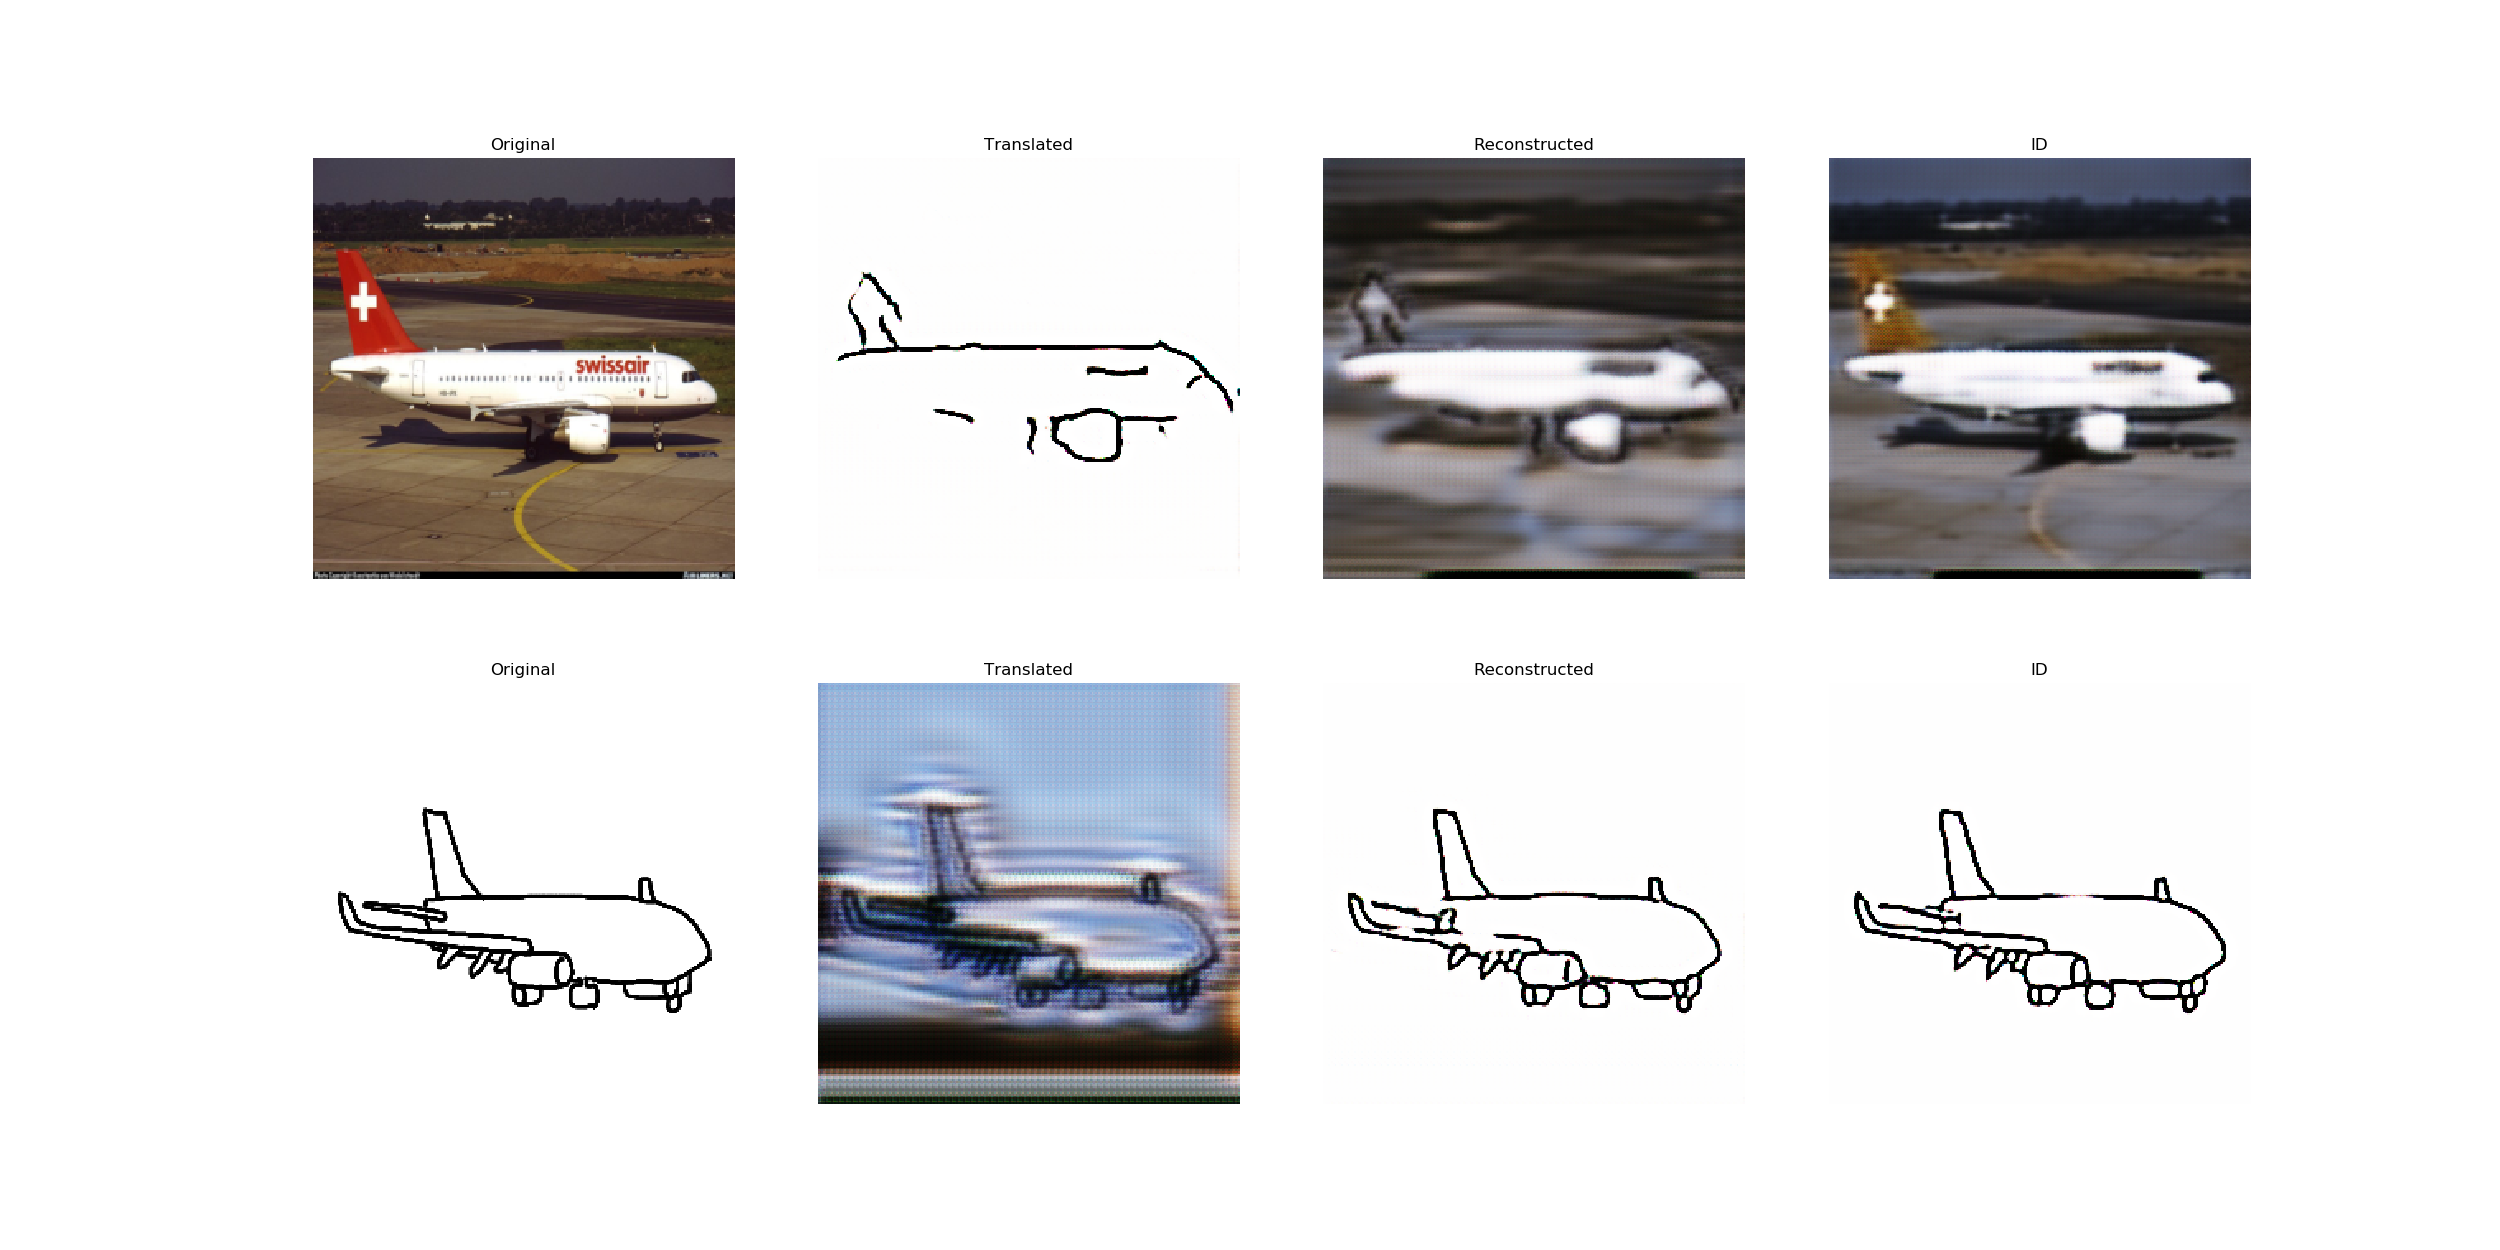 Original
Translated
Reconstructed
ID
swissair
Original
Translated
Reconstructed
ID